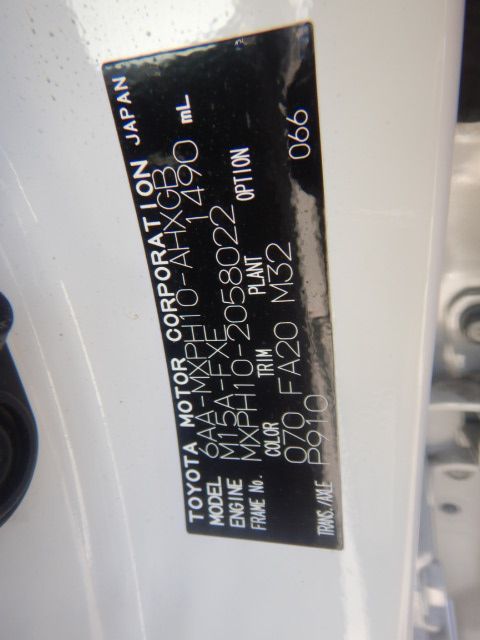 TOYOTA MOTOR CORPORATION JAPAN
MODEL 6AA-MXPH10-AHXGB
ENGINE M15A-FXE 1490 mL
FRAME No. MXPH10-2058022
COLOR TRIM PLANT OPTION
070 FA20 M32 066
TRANS./AXLE P910